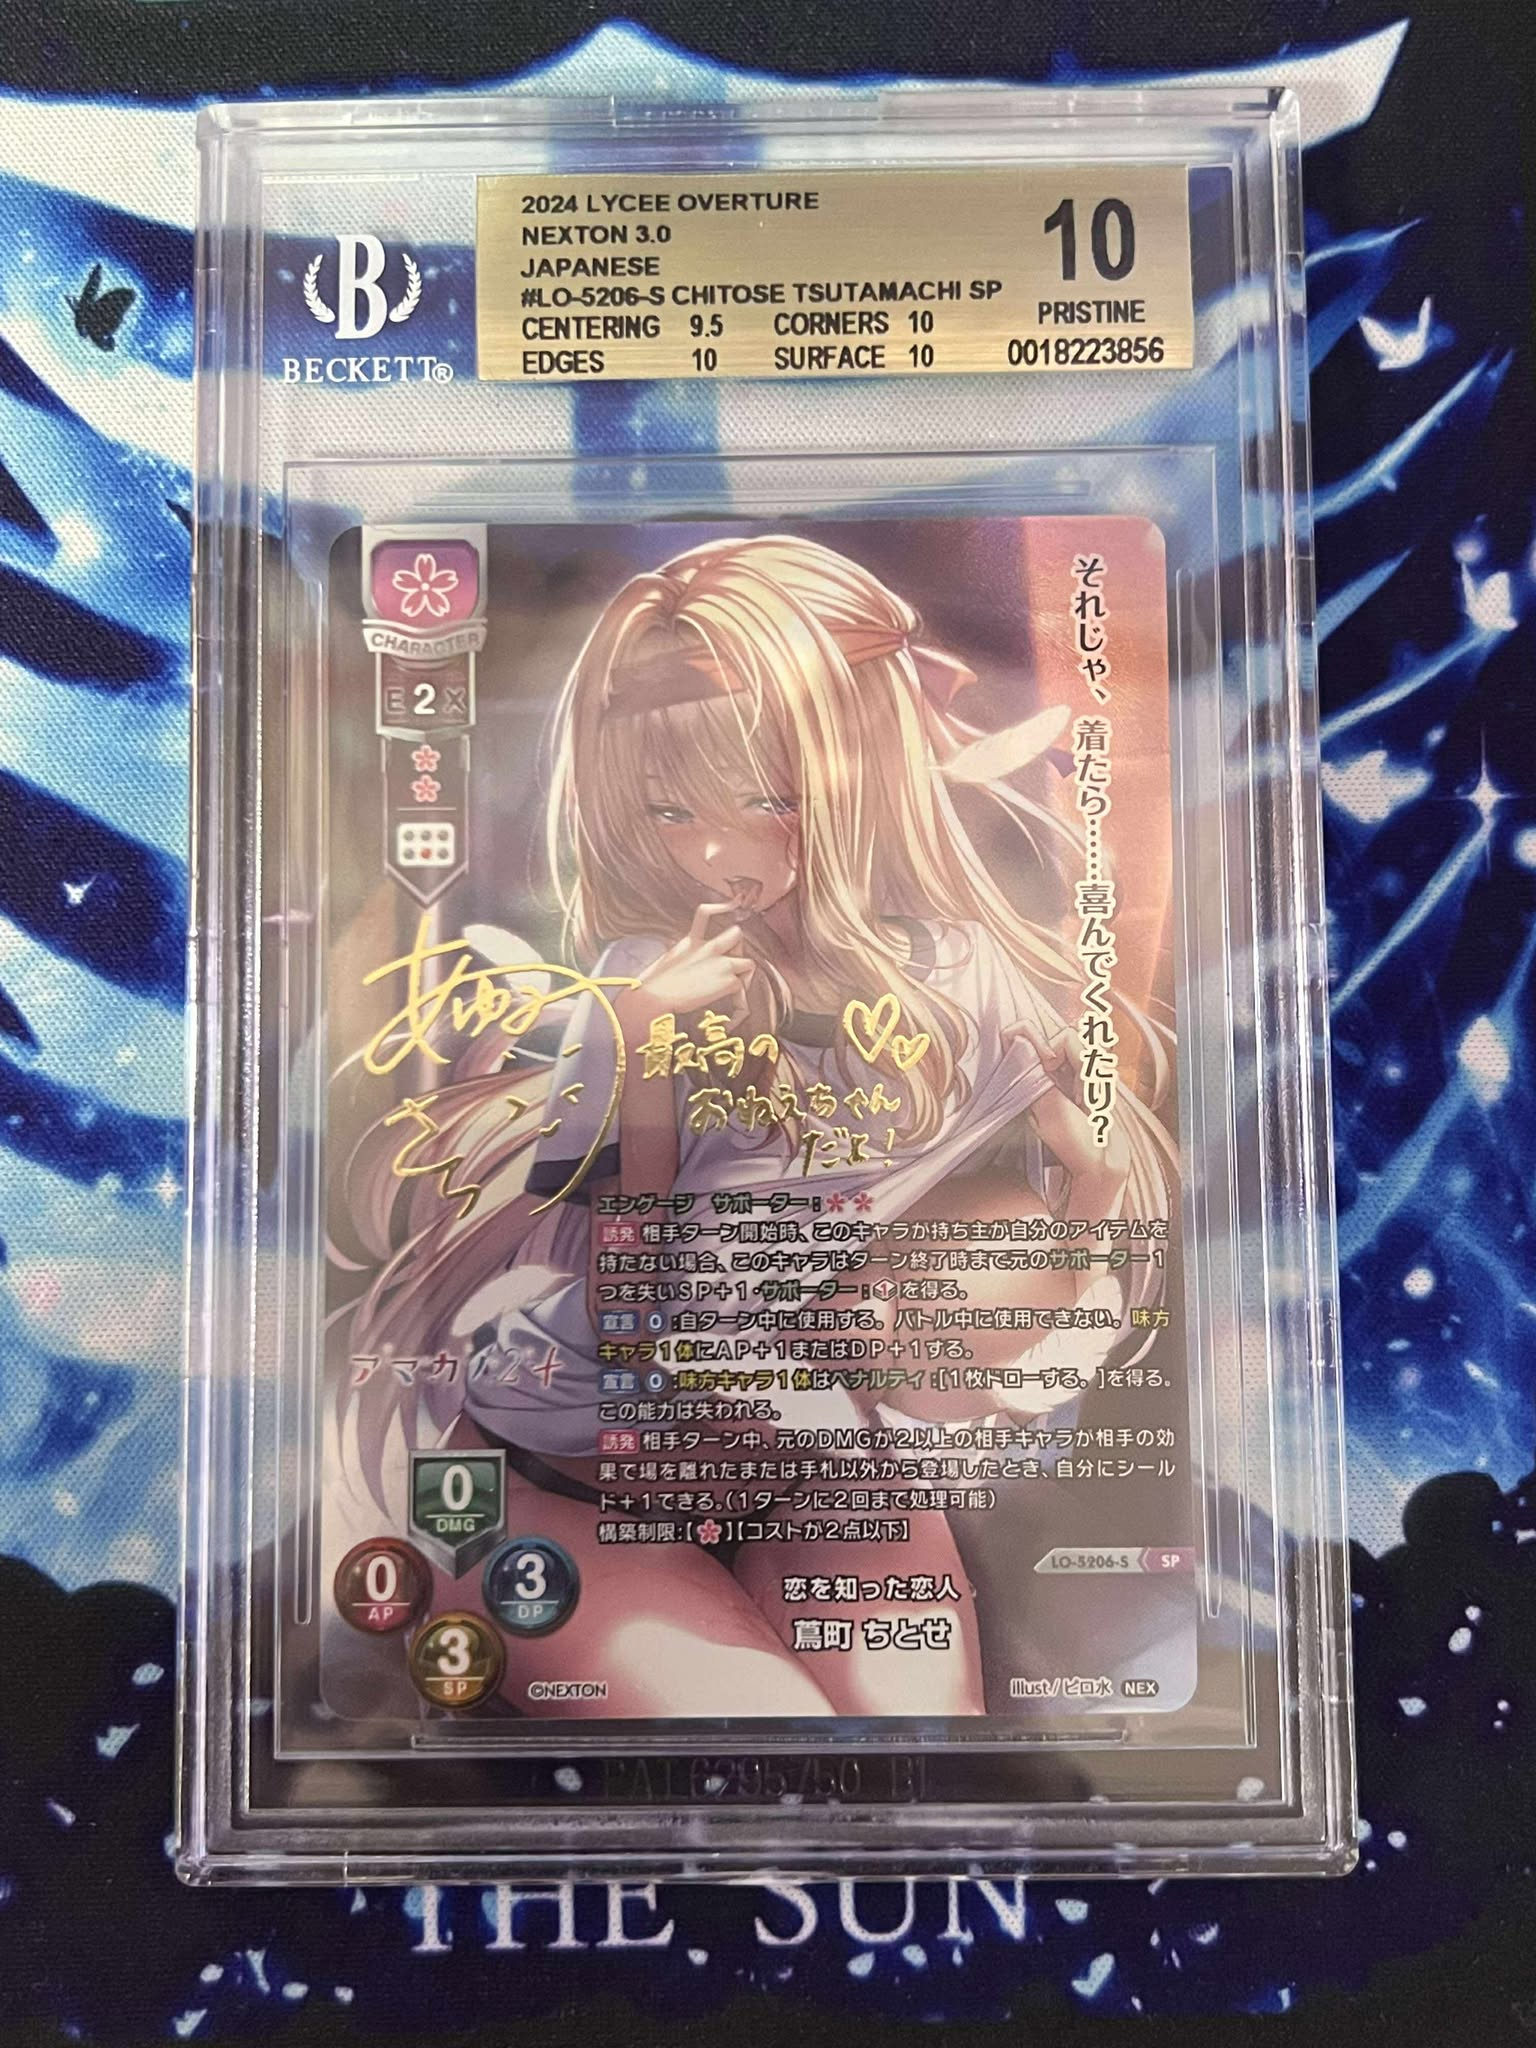 2024 LYCEE OVERTURE
NEXTON 3.0
JAPANESE
#LO-5206-S CHITOSE TSUTAMACHI SP
CENTERING 9.5 CORNERS 10
EDGES 10 SURFACE 10
10
PRISTINE
0018223856
B
BECKETT®
CHARACTER
E 2 X
それじゃ、着たら……喜んでくれたり?
あゆみ
さち
最高の
おねえちゃん
だよ!
エンゲージ サポーター:
誘発 相手ターン開始時、このキャラが持ち主が自分のアイテムを
持たない場合、このキャラはターン終了時まで元のサポーター1
つを失いSP+1・サポーター:1を得る。
宣言 0:自ターン中に使用する。バトル中に使用できない。味方
キャラ1体にAP+1またはDP+1する。
宣言 0:味方キャラ1体はペナルティ:[1枚ドローする。]を得る。
この能力は失われる。
誘発 相手ターン中、元のDMGが2以上の相手キャラが相手の効
果で場を離れたまたは手札以外から登場したとき、自分にシール
ド+1できる。(1ターンに2回まで処理可能)
構築制限:【】【コストが2点以下】
アマカノ2+
0
DMG
0
AP
3
DP
3
SP
LO-5206-S SP
恋を知った恋人
蔦町 ちとせ
©NEXTON
illust/ピロ水 NEX
THE SUN